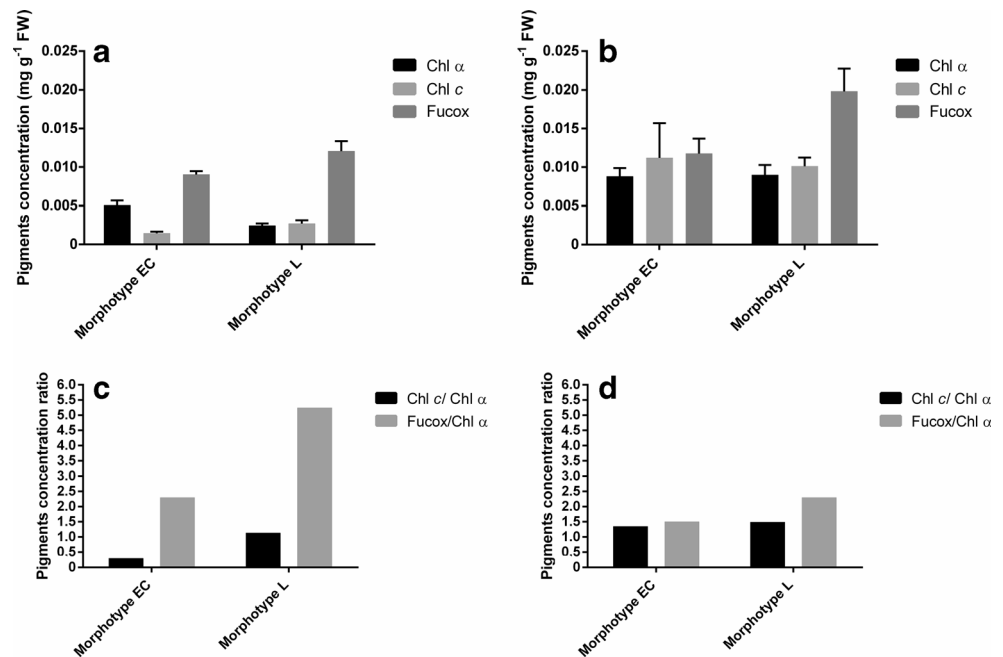 a
Pigments concentration (mg g⁻¹ FW)
0.025
0.020
0.015
0.010
0.005
0
Morphotype EC
Morphotype L
Chl α
Chl c
Fucox
b
Pigments concentration (mg g⁻¹ FW)
0.025
0.020
0.015
0.010
0.005
0
Morphotype EC
Morphotype L
Chl α
Chl c
Fucox
c
Pigments concentration ratio
6.0
5.5
5.0
4.5
4.0
3.5
3.0
2.5
2.0
1.5
1.0
0.5
0
Morphotype EC
Morphotype L
Chl c/ Chl α
Fucox/Chl α
d
Pigments concentration ratio
6.0
5.5
5.0
4.5
4.0
3.5
3.0
2.5
2.0
1.5
1.0
0.5
0
Morphotype EC
Morphotype L
Chl c/ Chl α
Fucox/Chl α